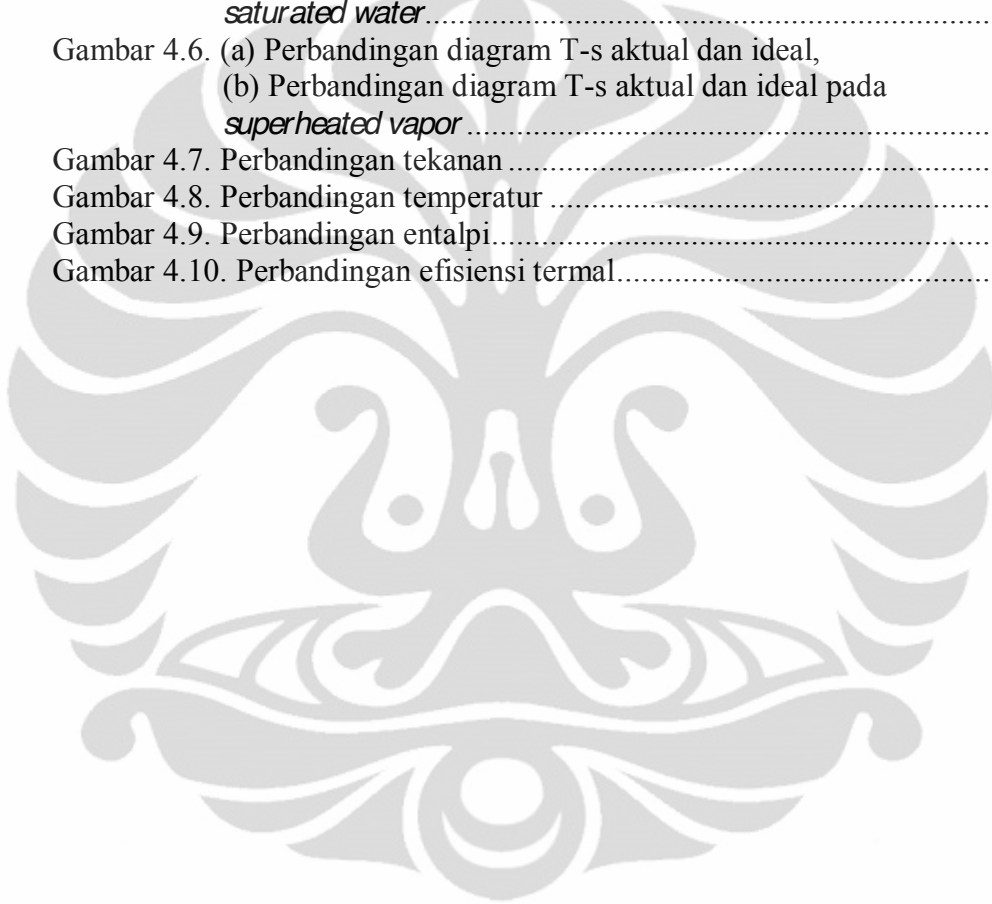 saturated water....................................................................................
Gambar 4.6. (a) Perbandingan diagram T-s aktual dan ideal,
(b) Perbandingan diagram T-s aktual dan ideal pada
superheated vapor ..............................................................................
Gambar 4.7. Perbandingan tekanan ........................................................................
Gambar 4.8. Perbandingan temperatur ..................................................................
Gambar 4.9. Perbandingan entalpi..........................................................................
Gambar 4.10. Perbandingan efisiensi termal........................................................